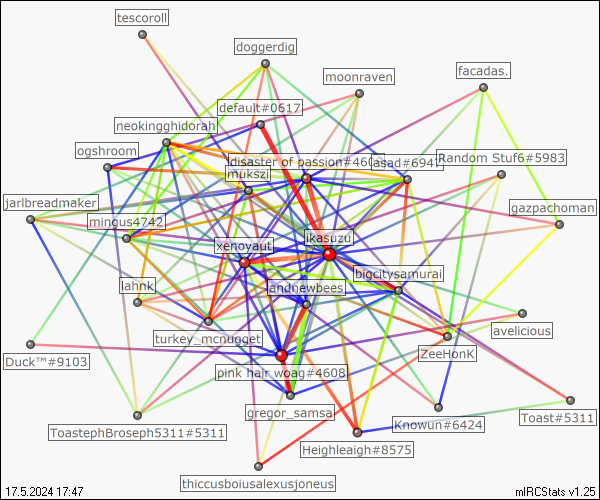 tescoroll
doggerdig
moonraven
facadas.
default#0617
neokingghidorah
ogshroom
disaster of passion#460
asad#694
Random Stuf6#5983
mukszi
jarlbreadmaker
mingus4742
gazpachoman
xenoyaut
ikasuzu
bigcitysamurai
lahnk
andnewbees
turkey_mcnugget
avelicious
ZeeHonK
Duck™#9103
pink hair woag#4608
gregor_samsa
Toast#5311
ToastephBroseph5311#5311
Knowun#6424
Heighleaigh#8575
thiccusboiusalexusjoneus
17.5.2024 17:47
mIRCStats v1.25